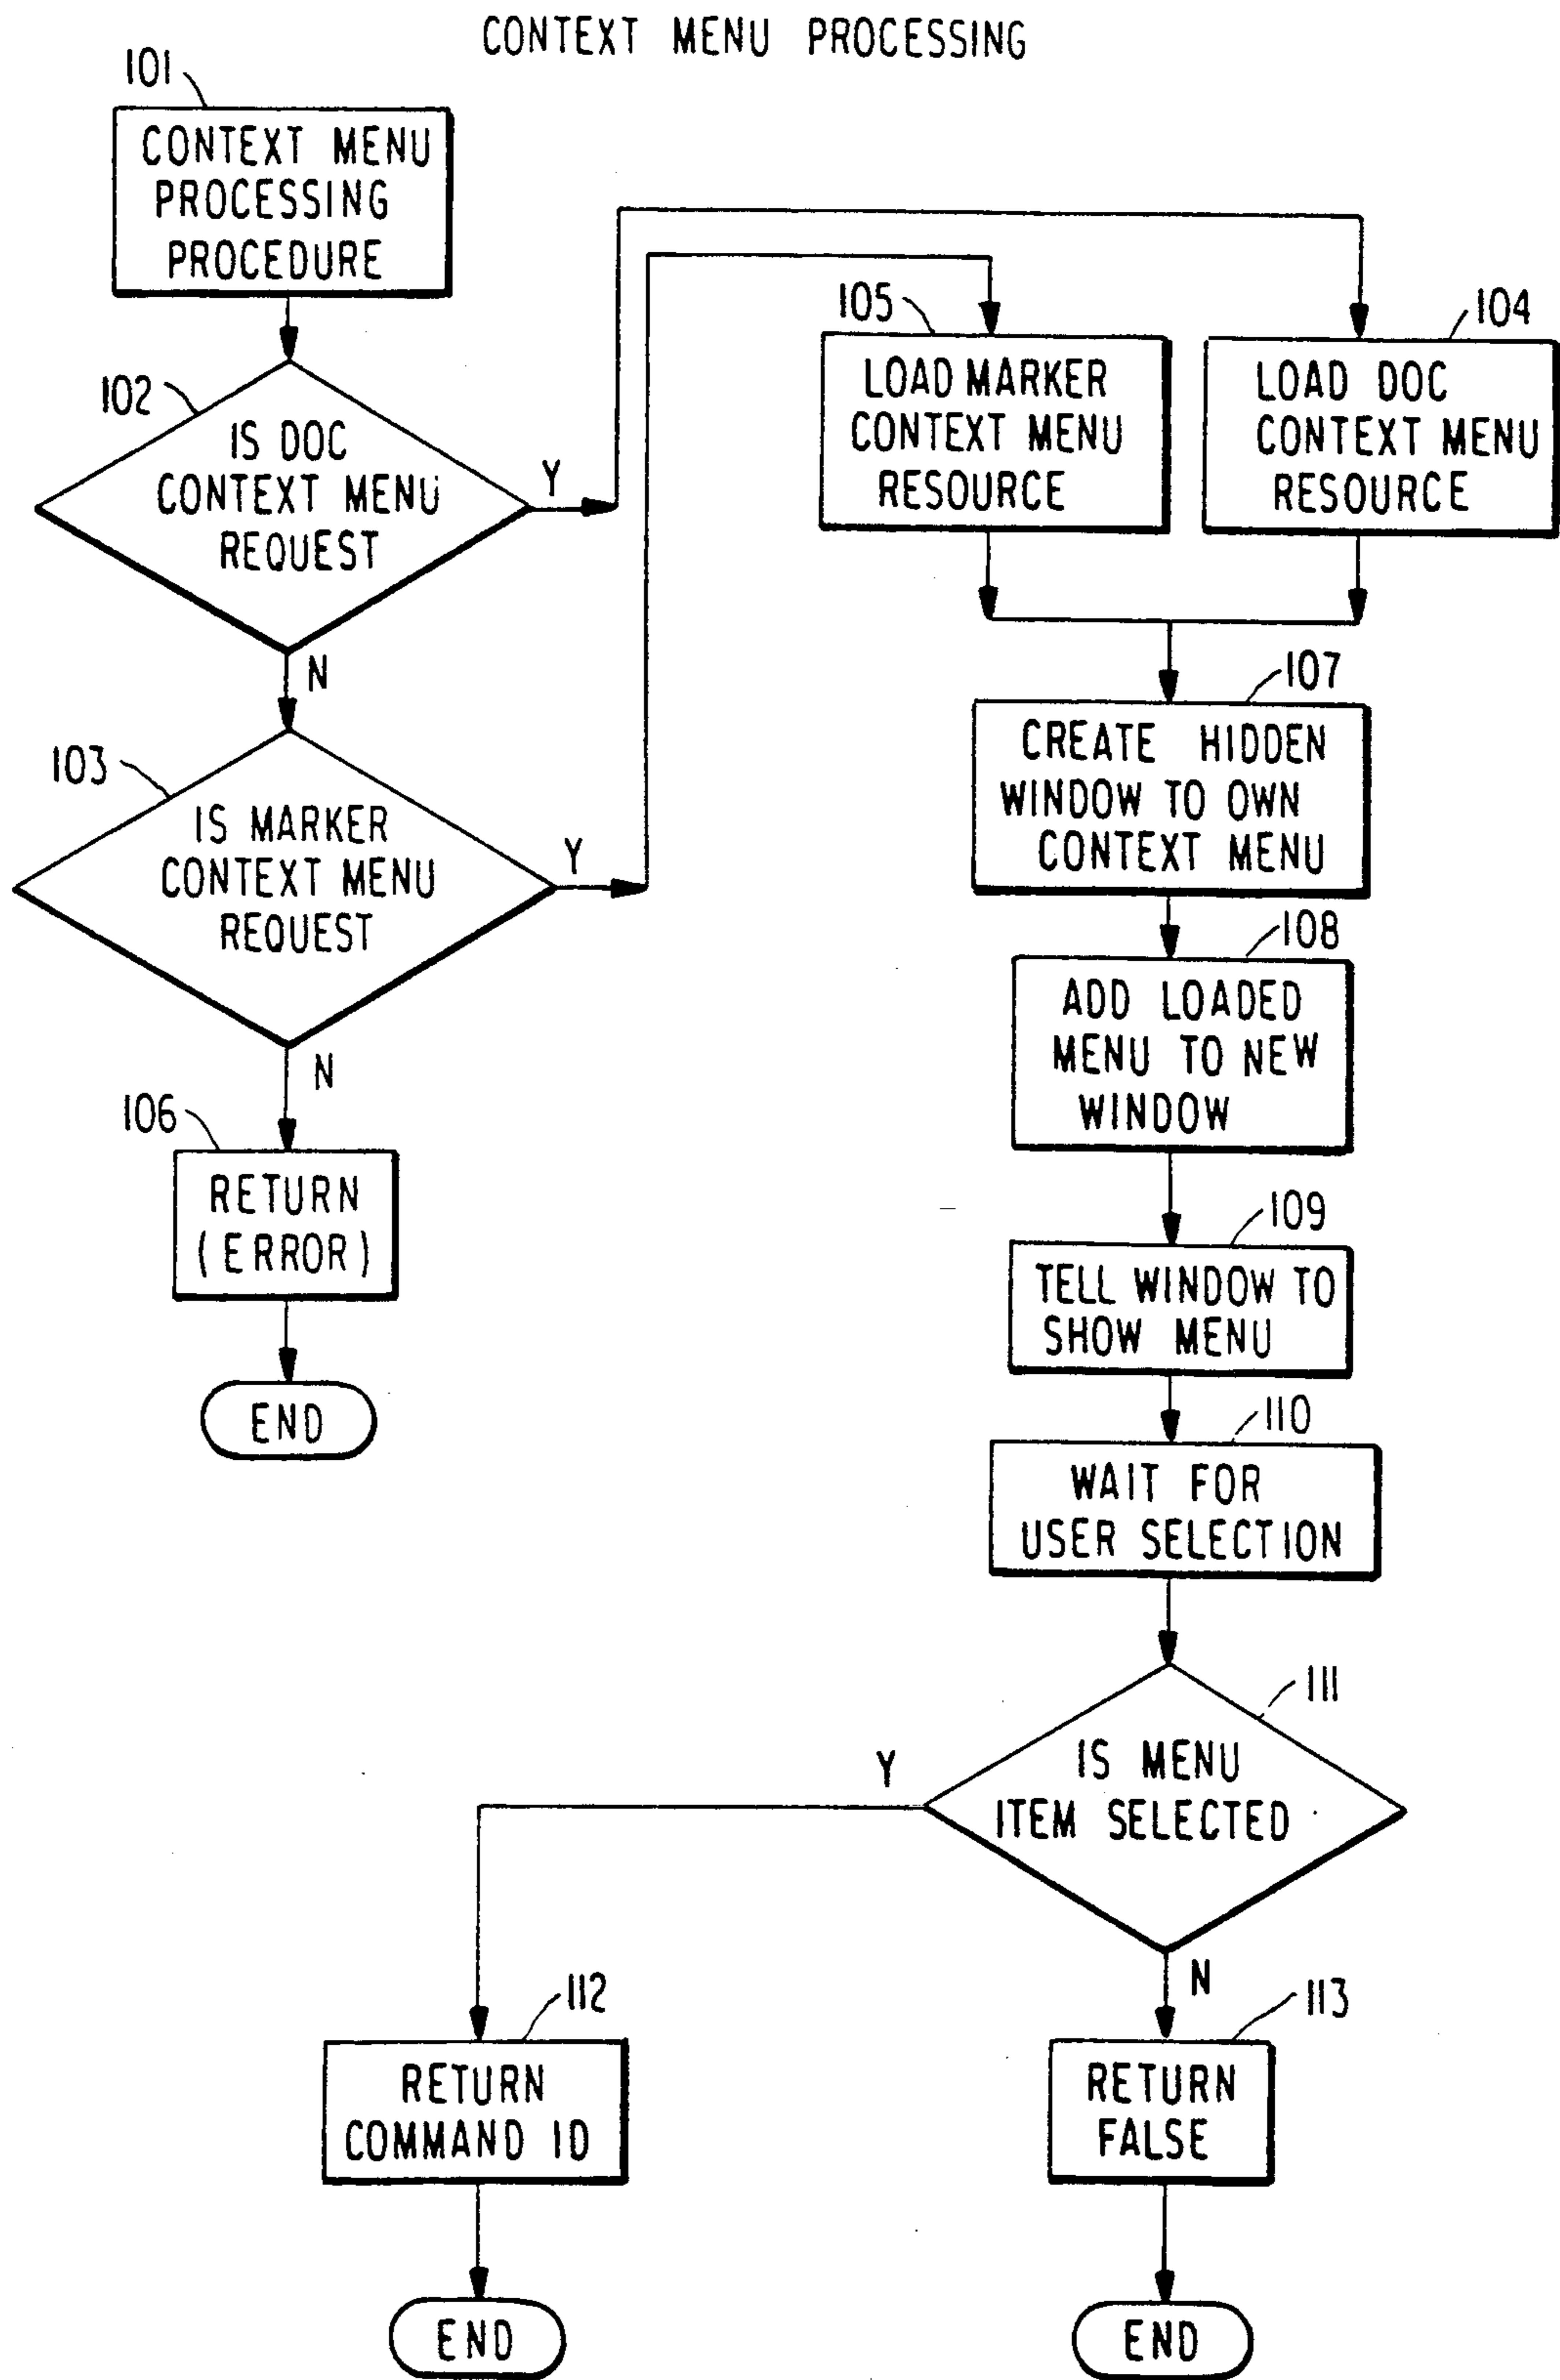 CONTEXT MENU PROCESSING
101
CONTEXT MENU
PROCESSING
PROCEDURE
102
IS DOC
CONTEXT MENU
REQUEST
Y
N
103
IS MARKER
CONTEXT MENU
REQUEST
Y
N
106
RETURN
(ERROR)
END
105
LOAD MARKER
CONTEXT MENU
RESOURCE
104
LOAD DOC
CONTEXT MENU
RESOURCE
107
CREATE HIDDEN
WINDOW TO OWN
CONTEXT MENU
108
ADD LOADED
MENU TO NEW
WINDOW
109
TELL WINDOW TO
SHOW MENU
110
WAIT FOR
USER SELECTION
111
IS MENU
ITEM SELECTED
Y
N
112
RETURN
COMMAND ID
END
113
RETURN
FALSE
END